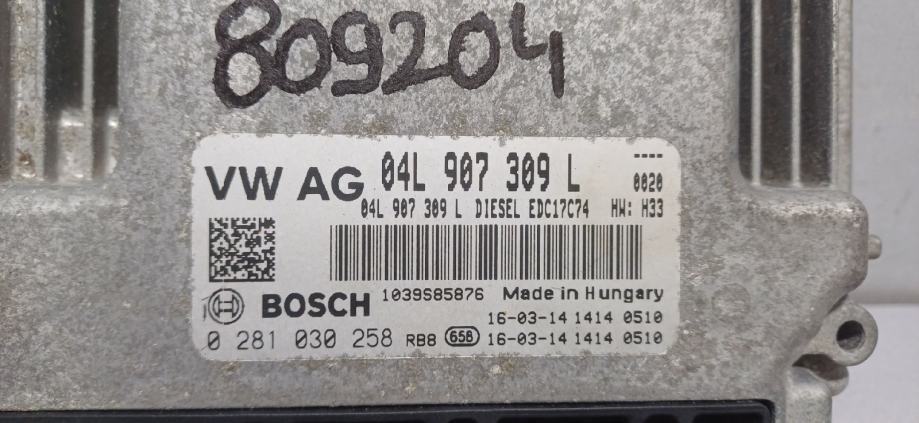 809204
VW AG 04L 907 309 L ----
0020
04L 907 309 L DIESEL EDC17C74 HW: H33
BOSCH 1039S85876 Made in Hungary
16-03-14 1414 0510
0 281 030 258 RB8 656 16-03-14 1414 0510